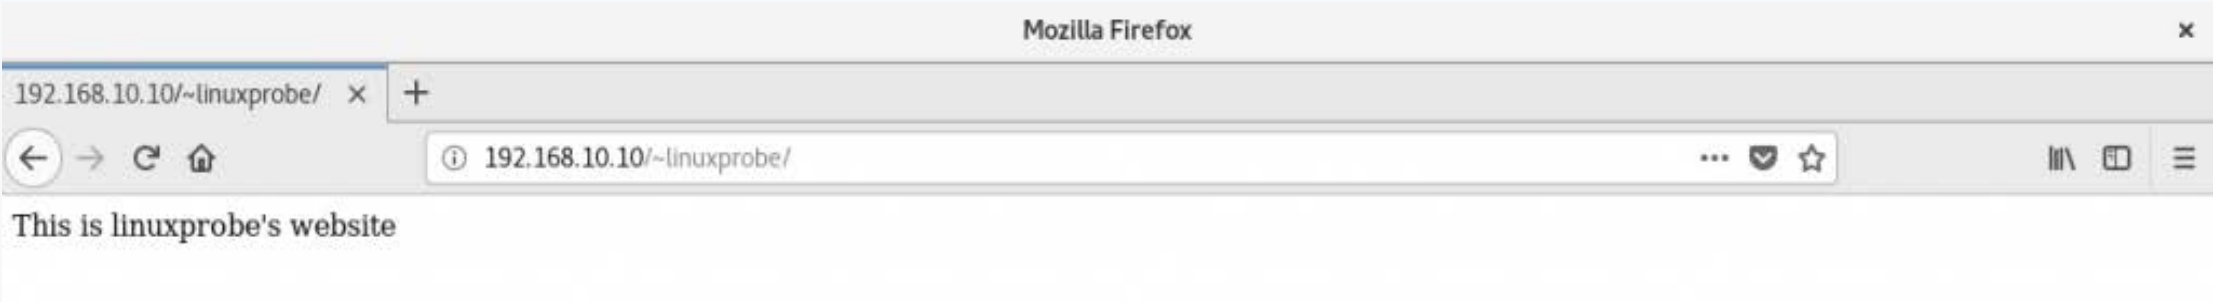 Mozilla Firefox
192.168.10.10/~linuxprobe/
192.168.10.10/~linuxprobe/
This is linuxprobe's website